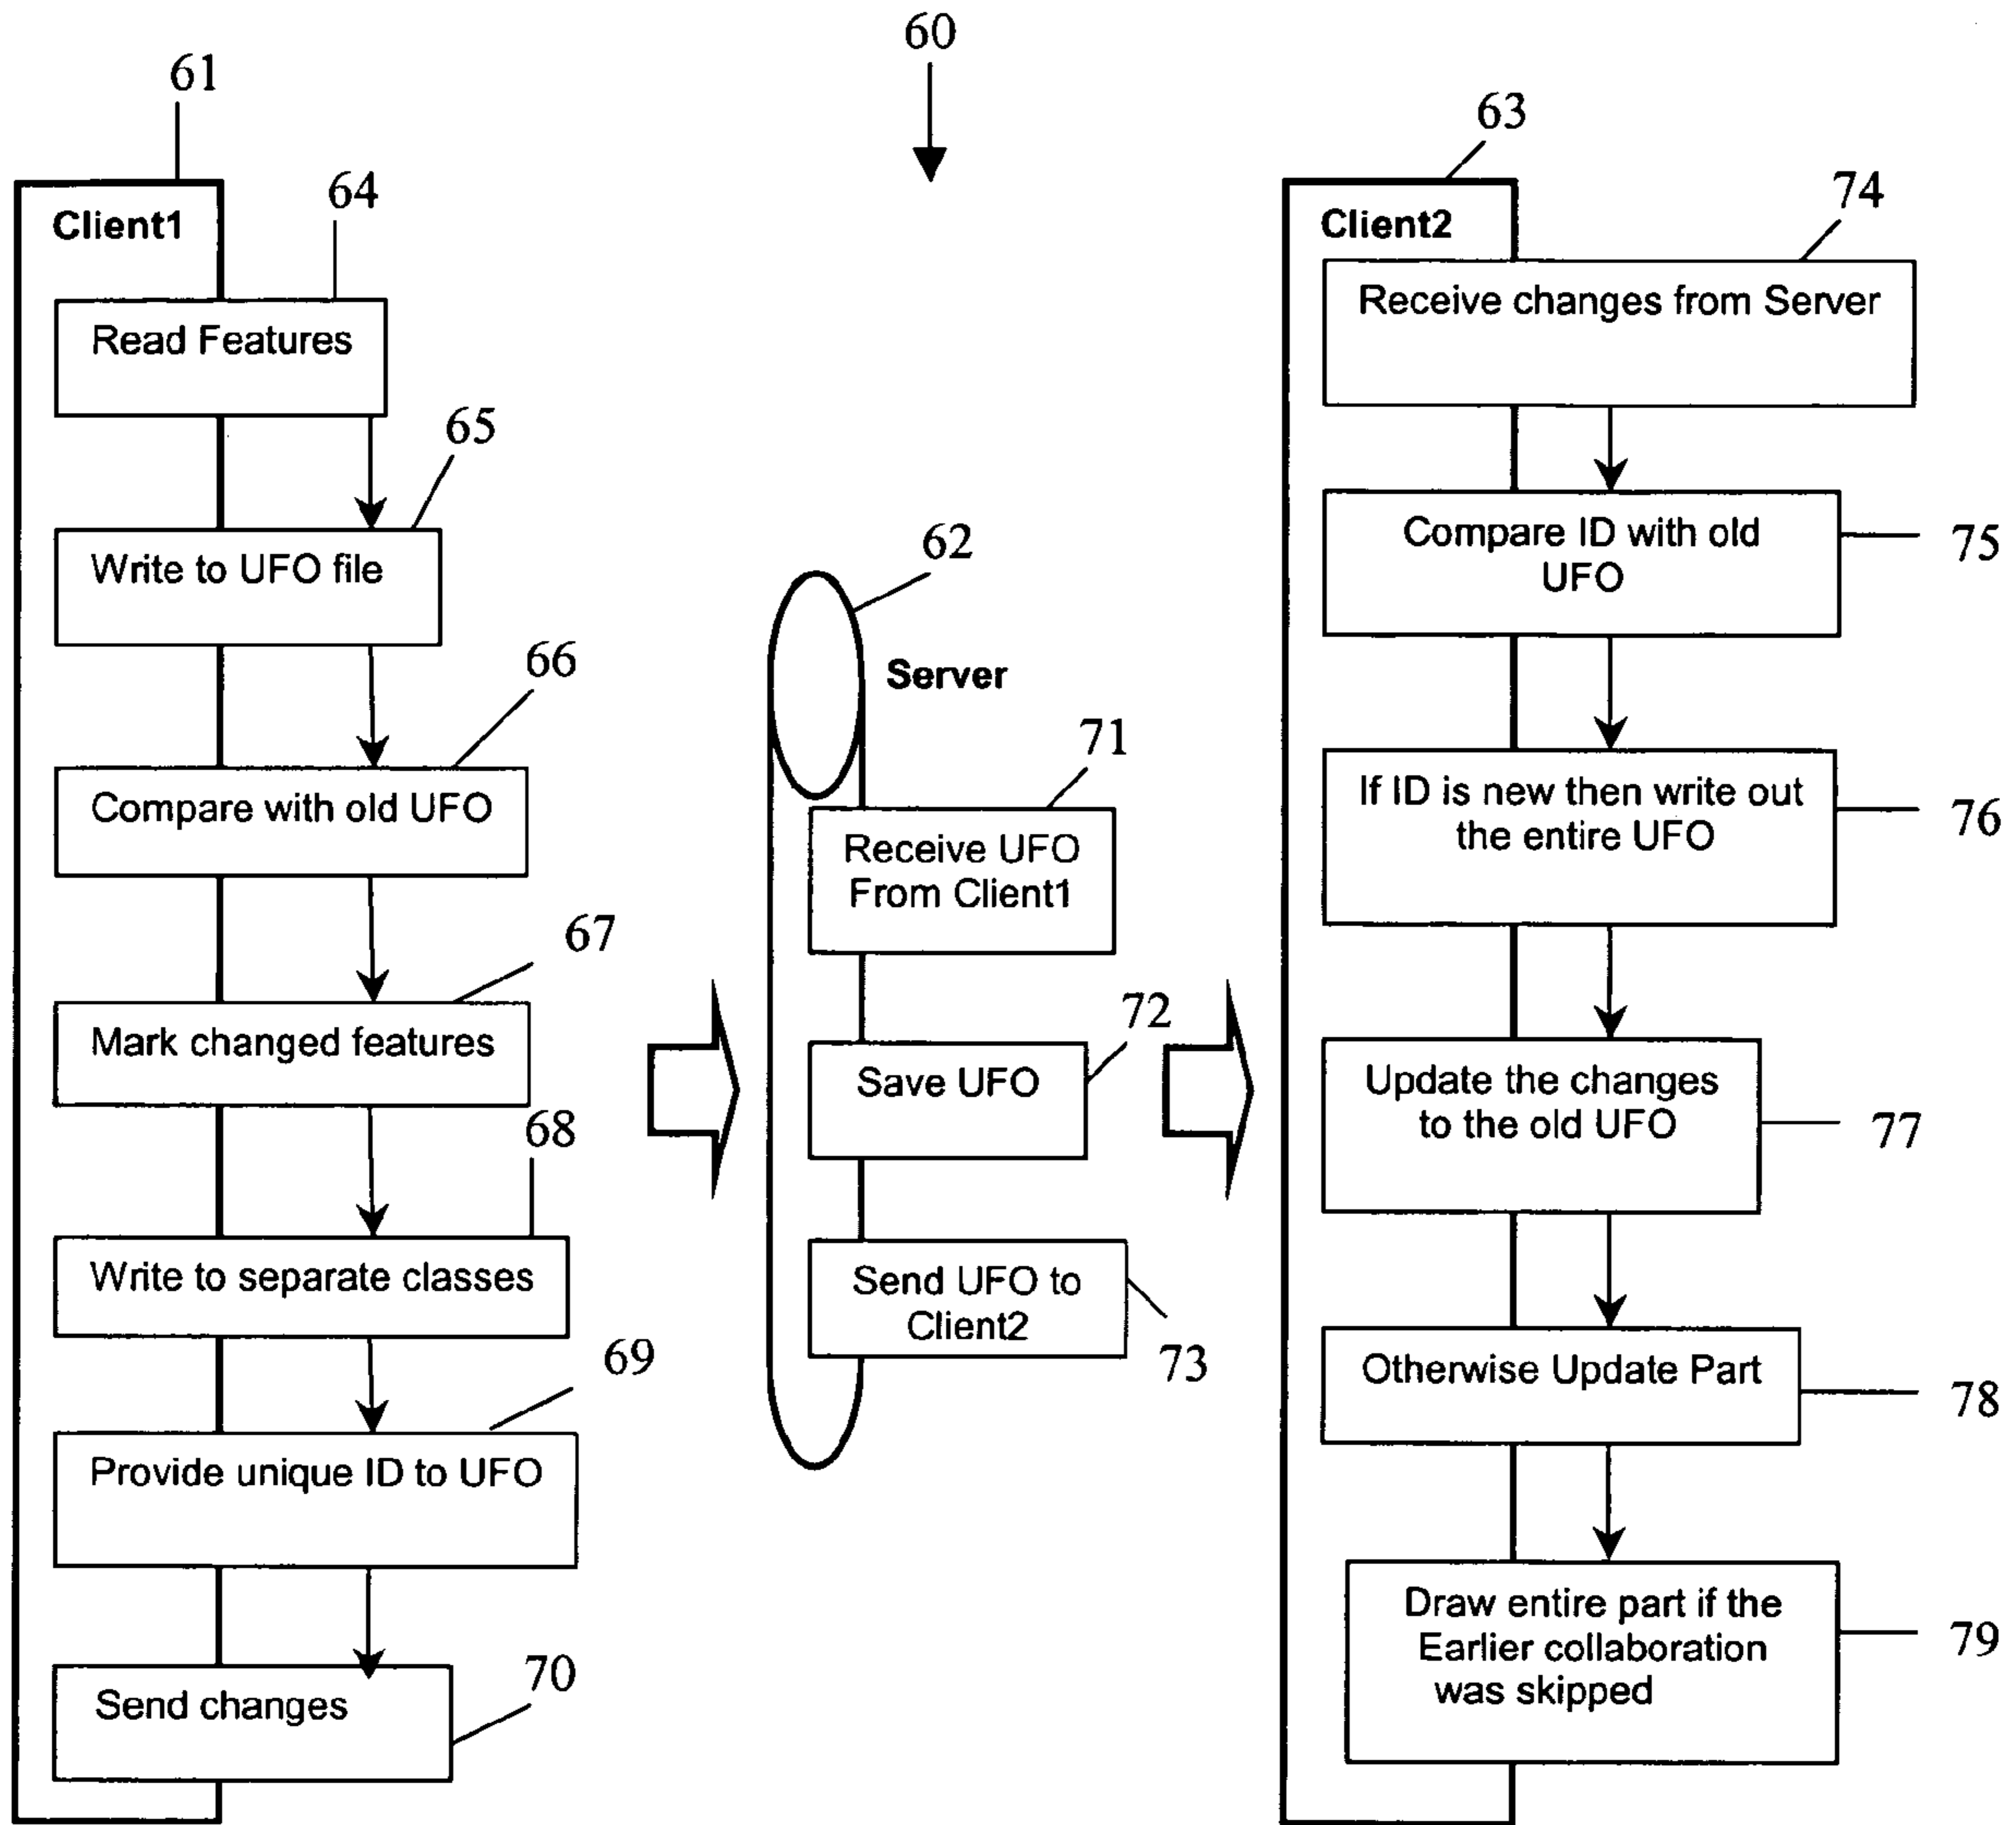 60
61
Client1
64
Read Features
65
Write to UFO file
66
Compare with old UFO
67
Mark changed features
68
Write to separate classes
69
Provide unique ID to UFO
70
Send changes
62
Server
71
Receive UFO
From Client1
72
Save UFO
Send UFO to
Client2
73
63
Client2
74
Receive changes from Server
Compare ID with old
UFO
75
If ID is new then write out
the entire UFO
76
Update the changes
to the old UFO
77
Otherwise Update Part
78
Draw entire part if the
Earlier collaboration
was skipped
79